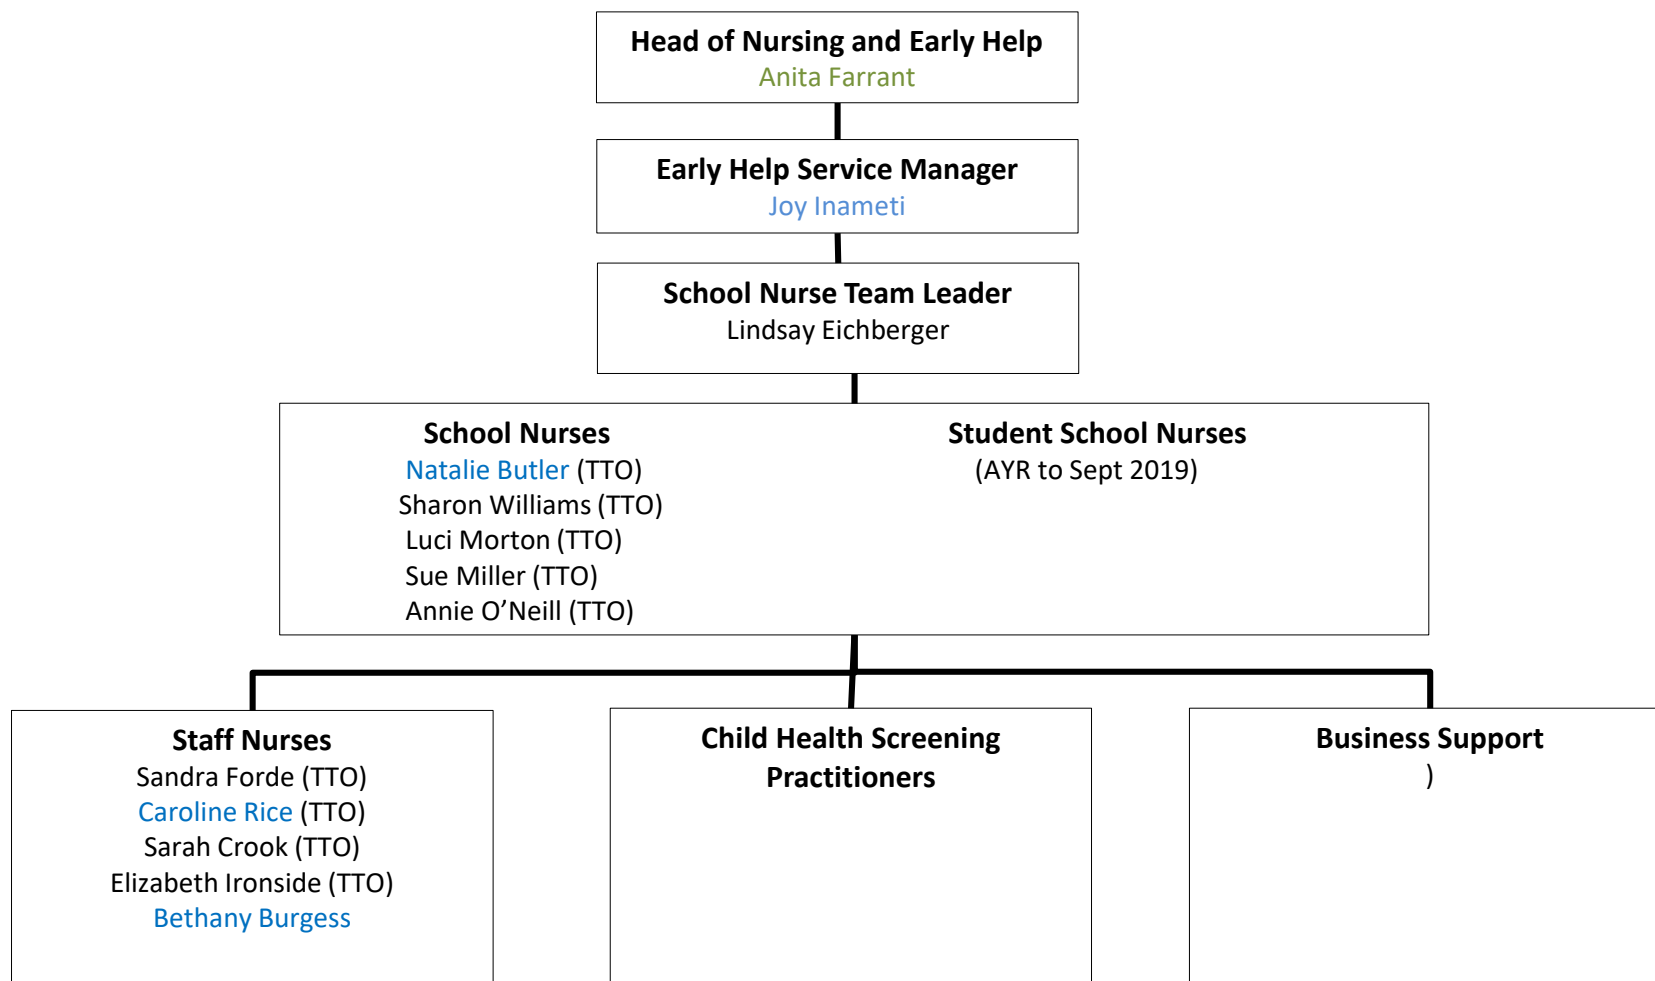 Head of Nursing and Early Help
Anita Farrant
Early Help Service Manager
Joy Inameti
School Nurse Team Leader
Lindsay Eichberger
School Nurses
Natalie Butler (TTO)
Sharon Williams (TTO)
Luci Morton (TTO)
Sue Miller (TTO)
Annie O’Neill (TTO)
Student School Nurses
(AYR to Sept 2019)
Staff Nurses
Sandra Forde (TTO)
Caroline Rice (TTO)
Sarah Crook (TTO)
Elizabeth Ironside (TTO)
Bethany Burgess
Child Health Screening
Practitioners
Business Support
)